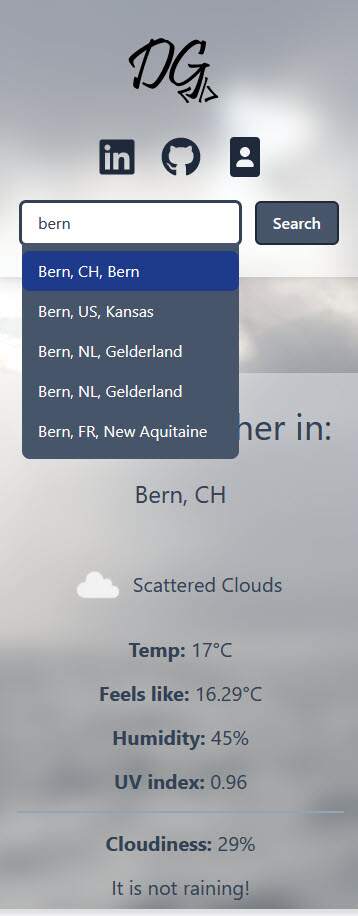 DG
</>
in
bern
Search
Bern, CH, Bern
Bern, US, Kansas
Bern, NL, Gelderland
Bern, NL, Gelderland
Bern, FR, New Aquitaine
in:
Bern, CH
Scattered Clouds
Temp: 17°C
Feels like: 16.29°C
Humidity: 45%
UV index: 0.96
Cloudiness: 29%
It is not raining!